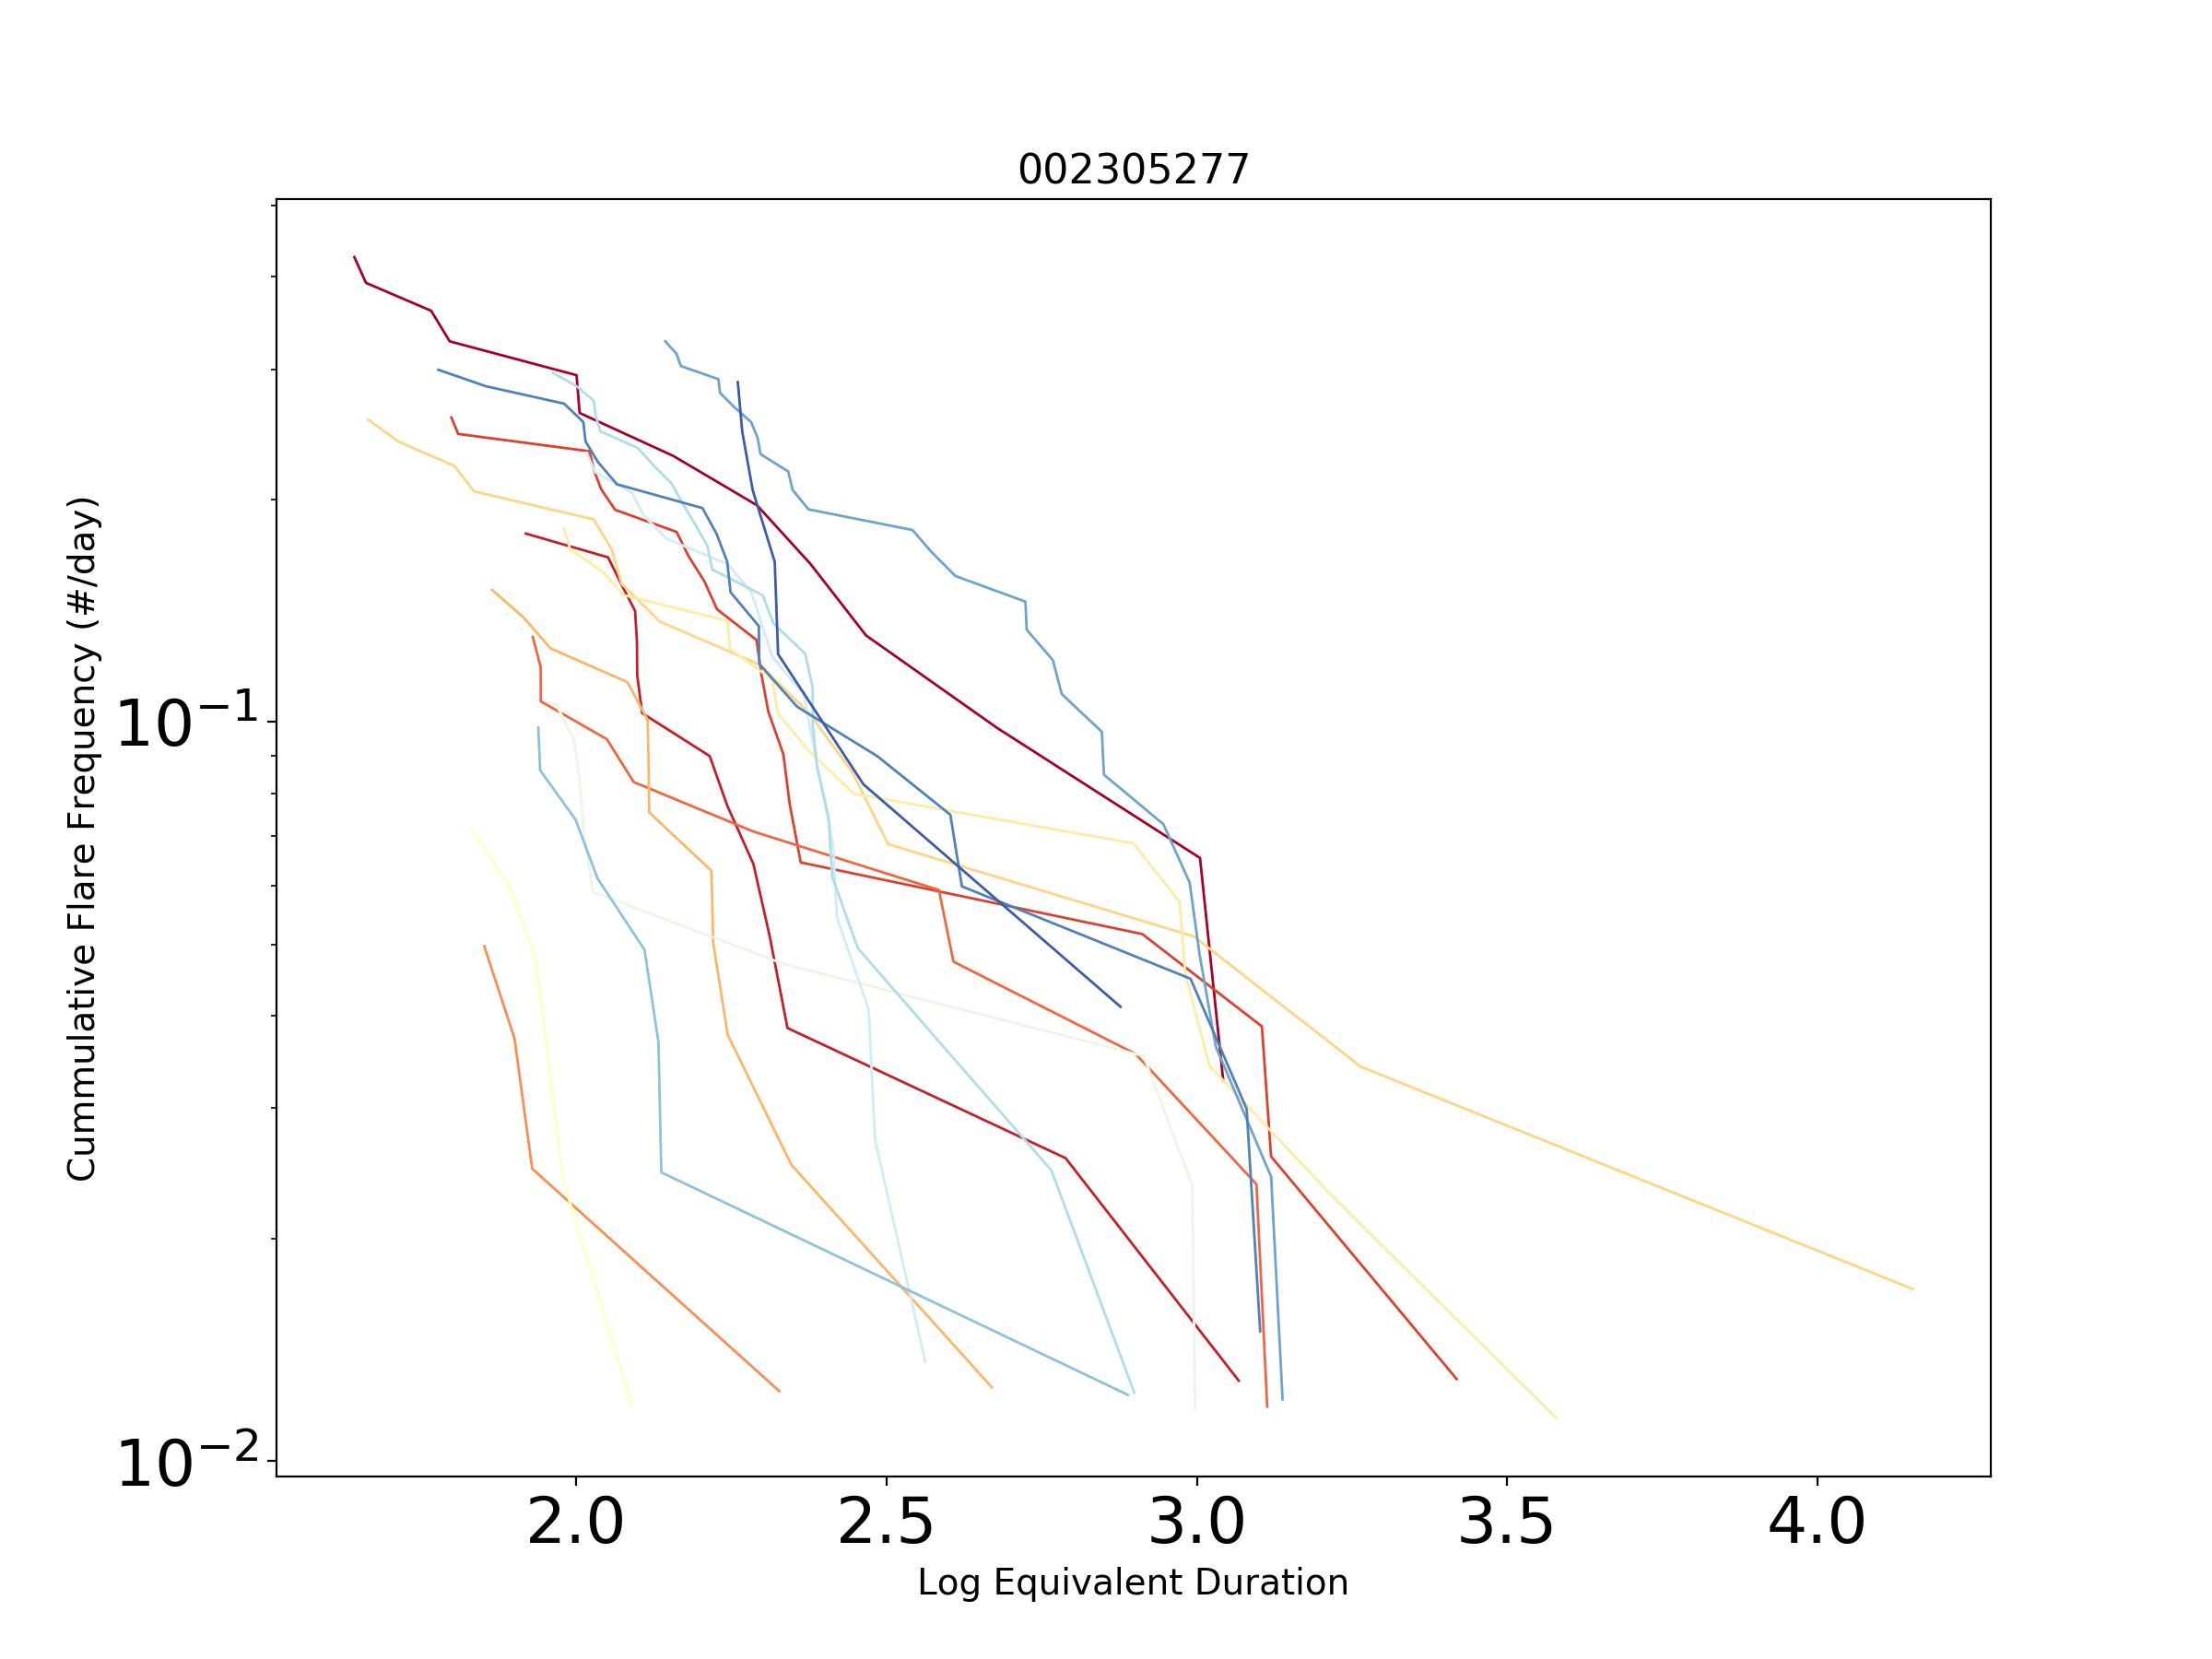 002305277
Cummulative Flare Frequency (#/day)
10⁻¹
10⁻²
2.0 2.5 3.0 3.5 4.0
Log Equivalent Duration